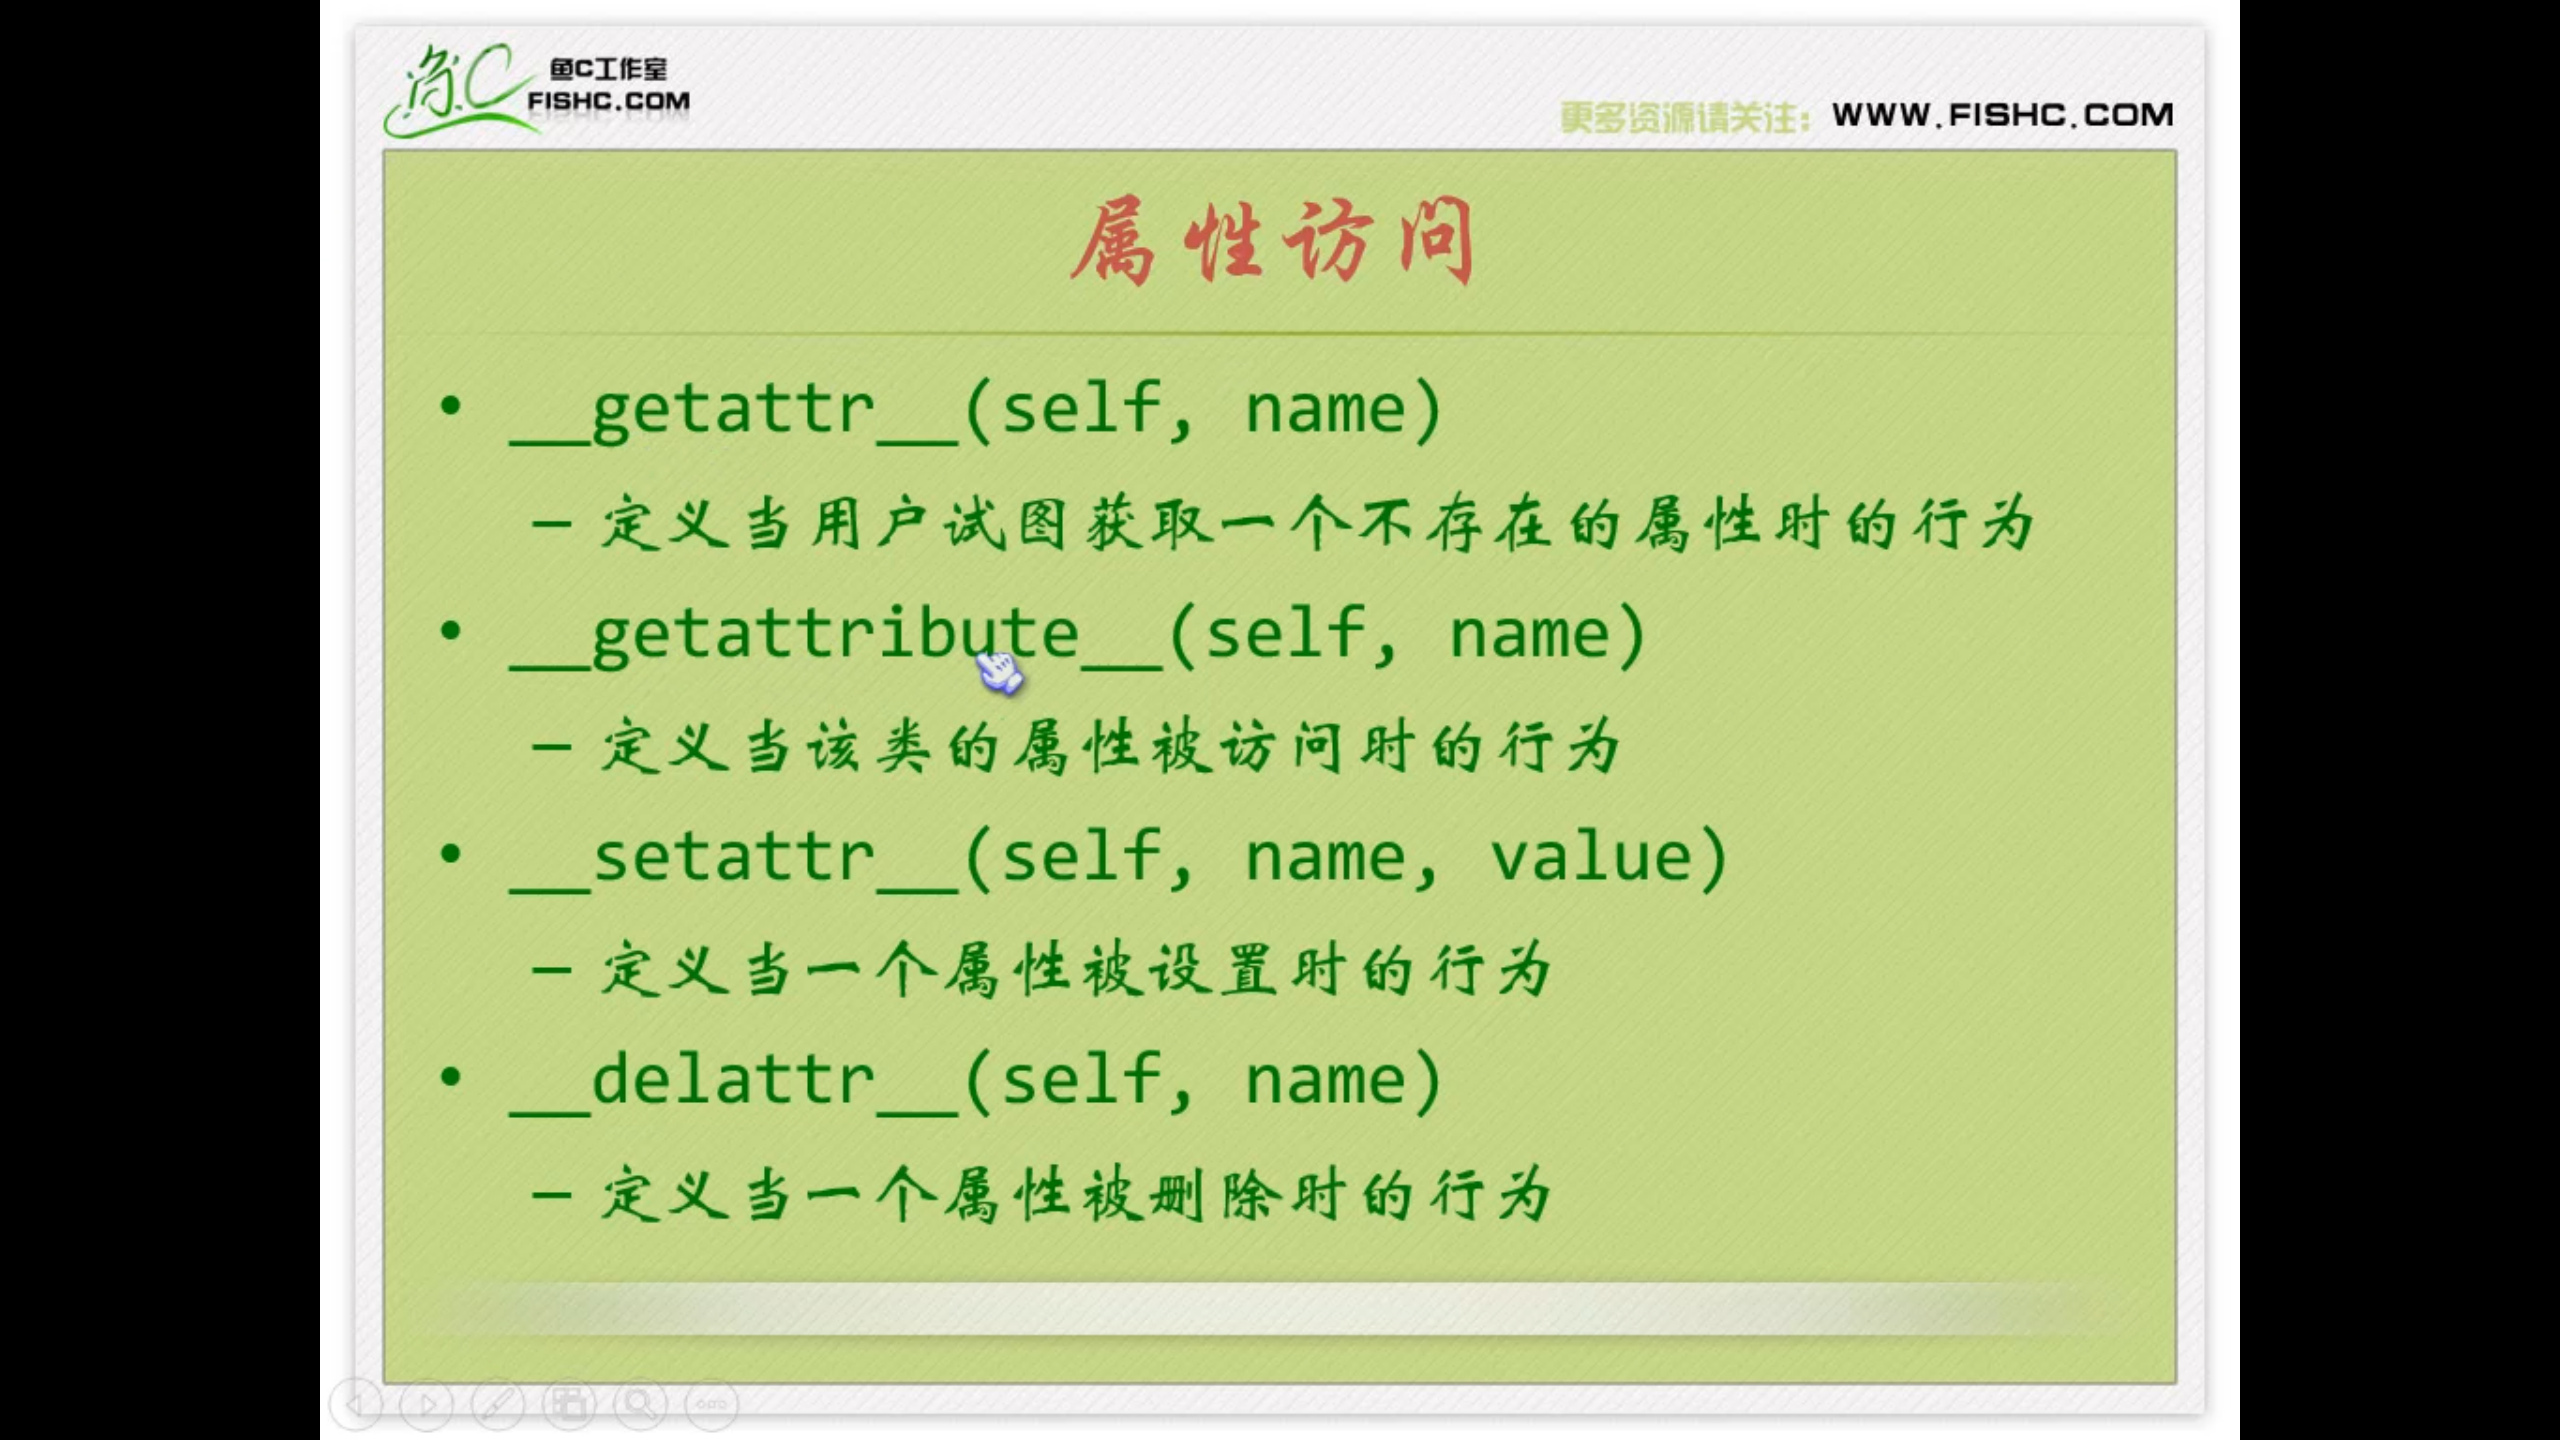 鱼C工作室
FISHC.COM
更多资源请关注: WWW.FISHC.COM
属性访问
• __getattr__(self, name)
– 定义当用户试图获取一个不存在的属性时的行为
• __getattribute__(self, name)
– 定义当该类的属性被访问时的行为
• __setattr__(self, name, value)
– 定义当一个属性被设置时的行为
• __delattr__(self, name)
– 定义当一个属性被删除时的行为